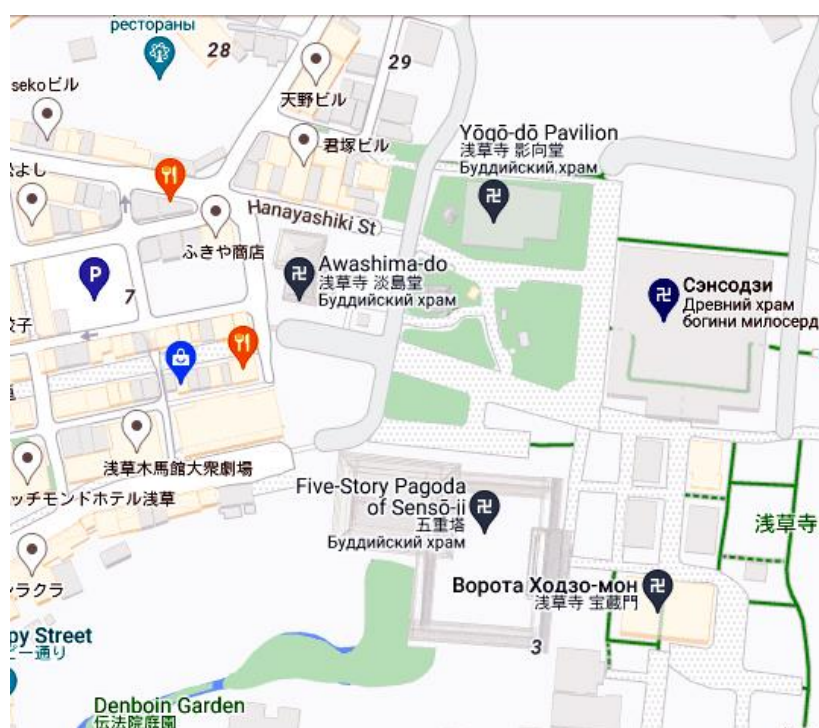 рестораны
28
29
sekoビル
天野ビル
君塚ビル
Yōgō-dō Pavilion
浅草寺 影向堂
Буддийский храм
よし
Hanayashiki St
ふきや商店
Awashima-do
浅草寺 淡島堂
Буддийский храм
Сэнсодзи
Древний храм
богини милосерд
P
7
餃子
浅草木馬館大衆劇場
ッチモンドホテル浅草
Five-Story Pagoda
of Sensō-ji
五重塔
Буддийский храм
浅草寺
Ворота Ходзо-мон
浅草寺 宝蔵門
ンラクラ
3
py Street
ピー通り
Denboin Garden
伝法院庭園